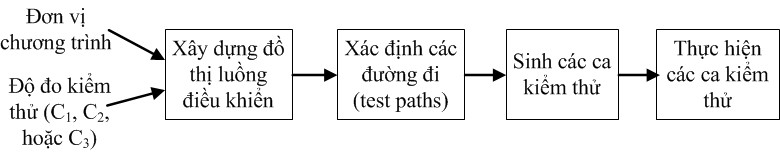 Đơn vị
chương trình
Độ đo kiểm
thử (C₁, C₂,
hoặc C₃)
Xây dựng đồ
thị luồng
điều khiển
Xác định các
đường đi
(test paths)
Sinh các ca
kiểm thử
Thực hiện
các ca kiểm
thử